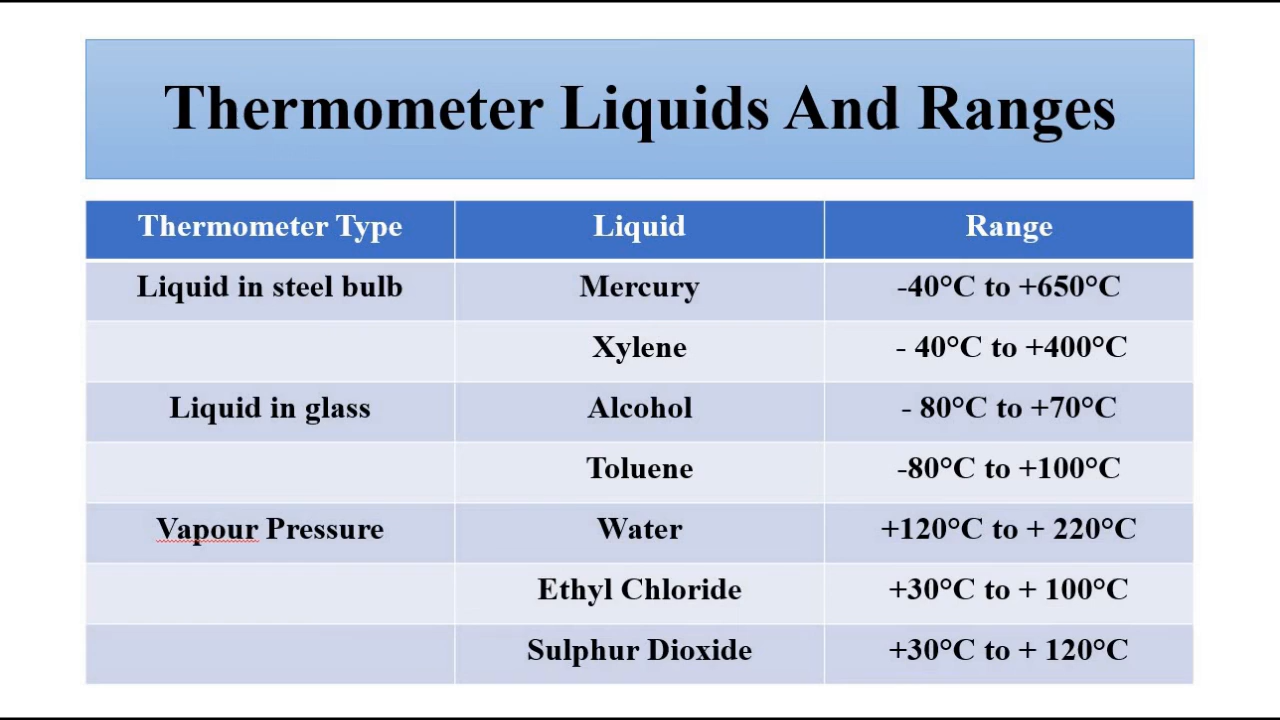 Thermometer Liquids And Ranges
Thermometer Type Liquid Range
Liquid in steel bulb Mercury -40°C to +650°C
Xylene - 40°C to +400°C
Liquid in glass Alcohol - 80°C to +70°C
Toluene -80°C to +100°C
Vapour Pressure Water +120°C to + 220°C
Ethyl Chloride +30°C to + 100°C
Sulphur Dioxide +30°C to + 120°C